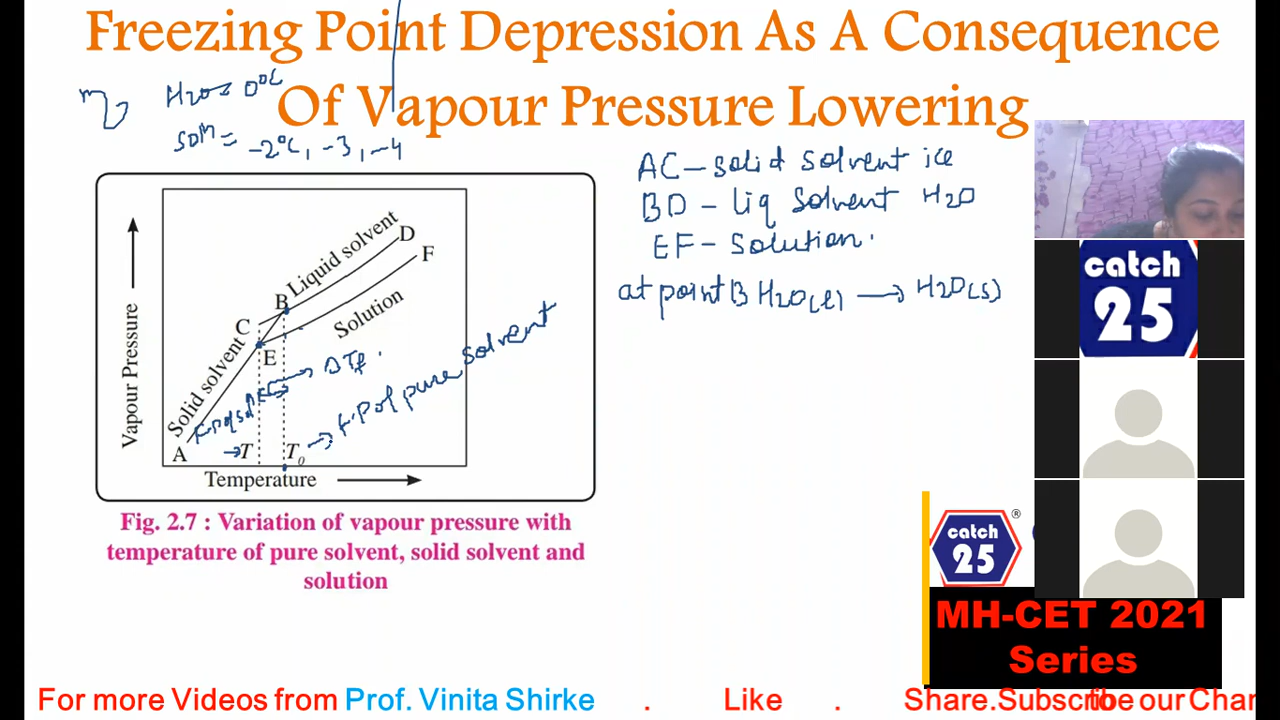 Freezing Point Depression As A Consequence
Of Vapour Pressure Lowering
H2O = 0°C
SOlN = -2°C, -3, -4
AC - solid solvent ice
BD - Liq solvent H2O
EF - Solution.
at point B H2O(l) → H2O(s)
Vapour Pressure
Solid solvent
Liquid solvent
Solution
A
B
C
D
E
F
→ ΔTf.
→T
T₀ → F.P of pure solvent
Temperature
Fig. 2.7 : Variation of vapour pressure with
temperature of pure solvent, solid solvent and
solution
catch
25
catch
25
®
MH-CET 2021
Series
For more Videos from Prof. Vinita Shirke . Like . Share.